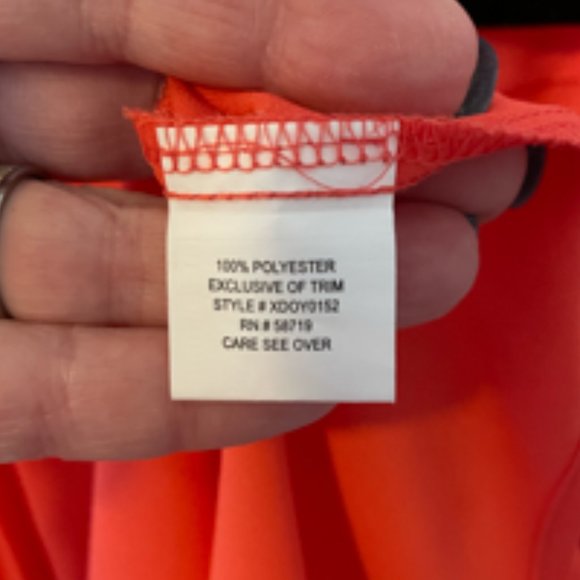 100% POLYESTER
EXCLUSIVE OF TRIM
STYLE # XDOY0152
RN # 58719
CARE SEE OVER